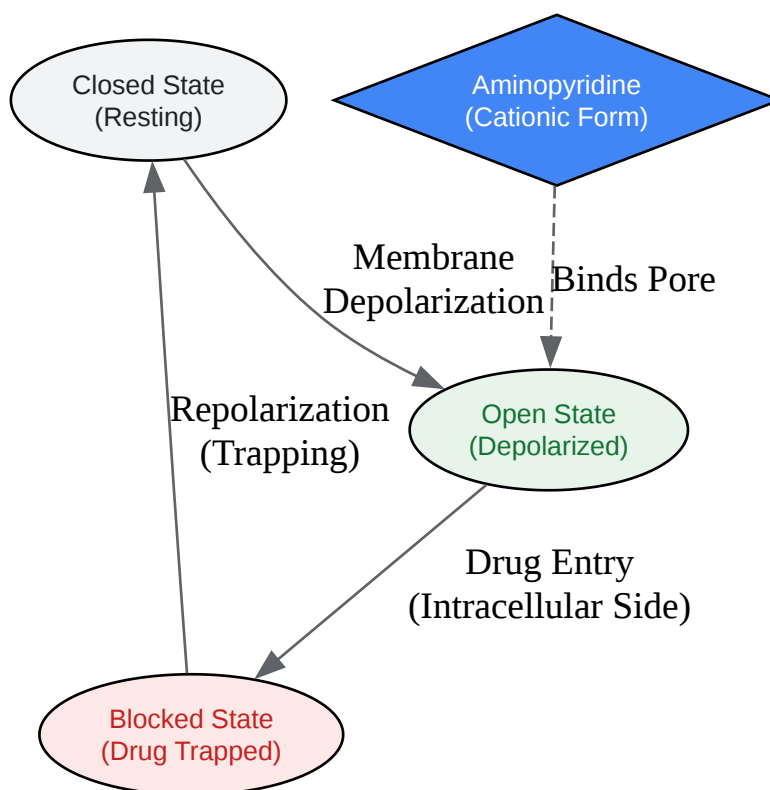 Closed State
(Resting)
Aminopyridine
(Cationic Form)
Membrane
Depolarization
Binds Pore
Repolarization
(Trapping)
Open State
(Depolarized)
Drug Entry
(Intracellular Side)
Blocked State
(Drug Trapped)